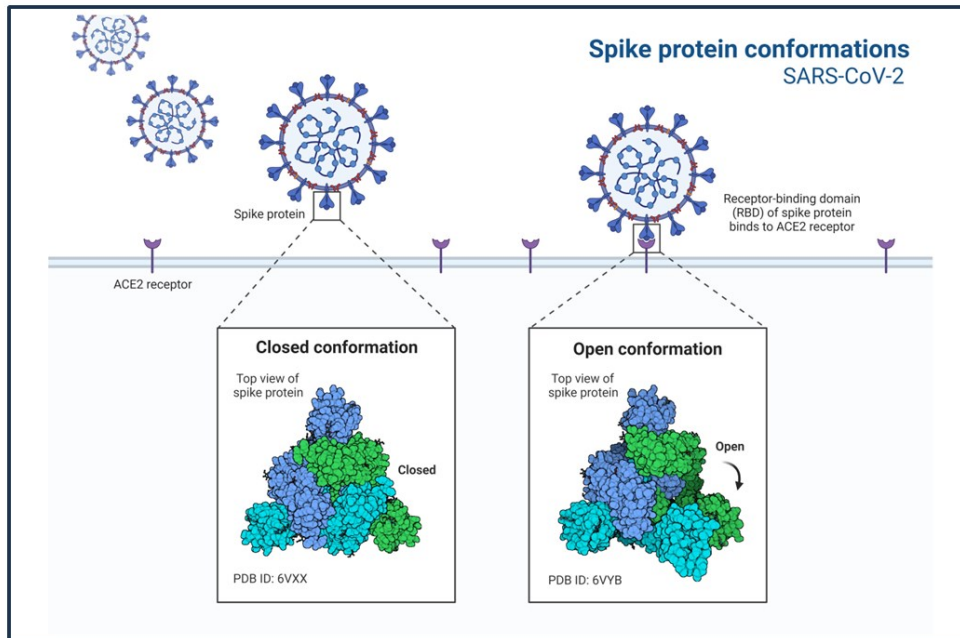 Spike protein conformations
SARS-CoV-2
Spike protein
Receptor-binding domain
(RBD) of spike protein
binds to ACE2 receptor
ACE2 receptor
Closed conformation
Top view of
spike protein
Closed
PDB ID: 6VXX
Open conformation
Top view of
spike protein
Open
PDB ID: 6VYB